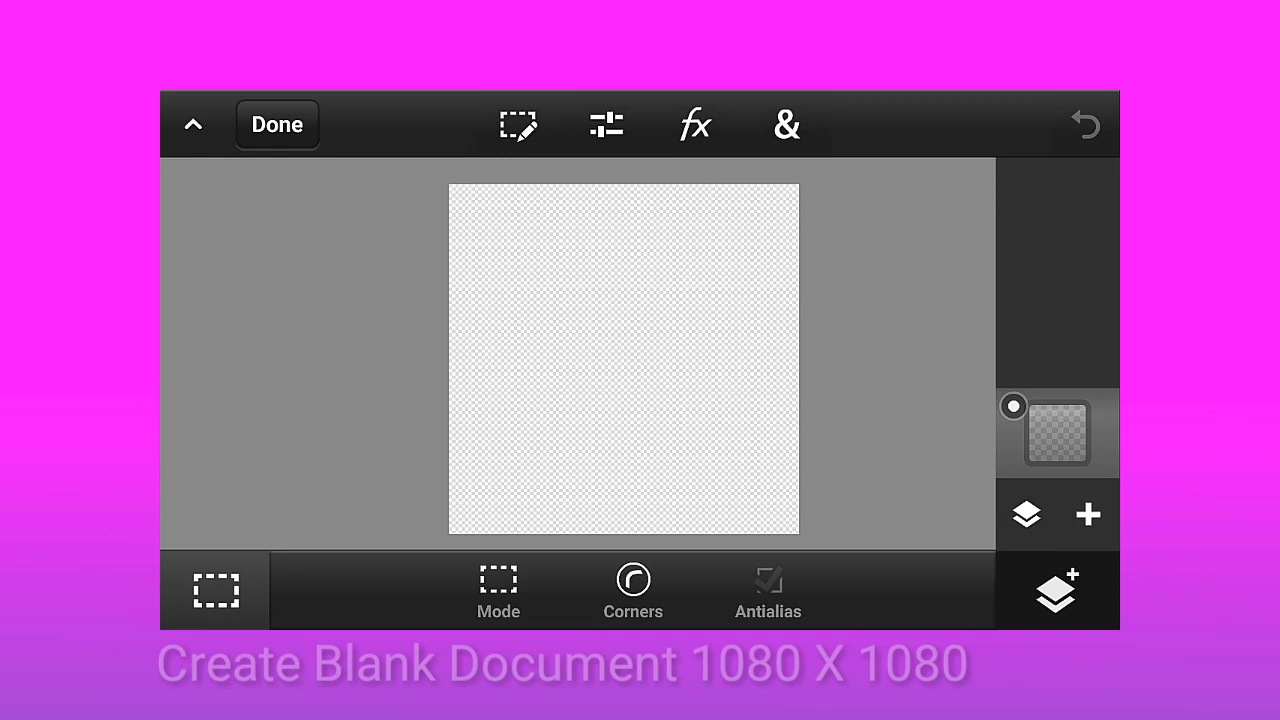 Done
fx
&
Mode
Corners
Antialias
Create Blank Document 1080 X 1080